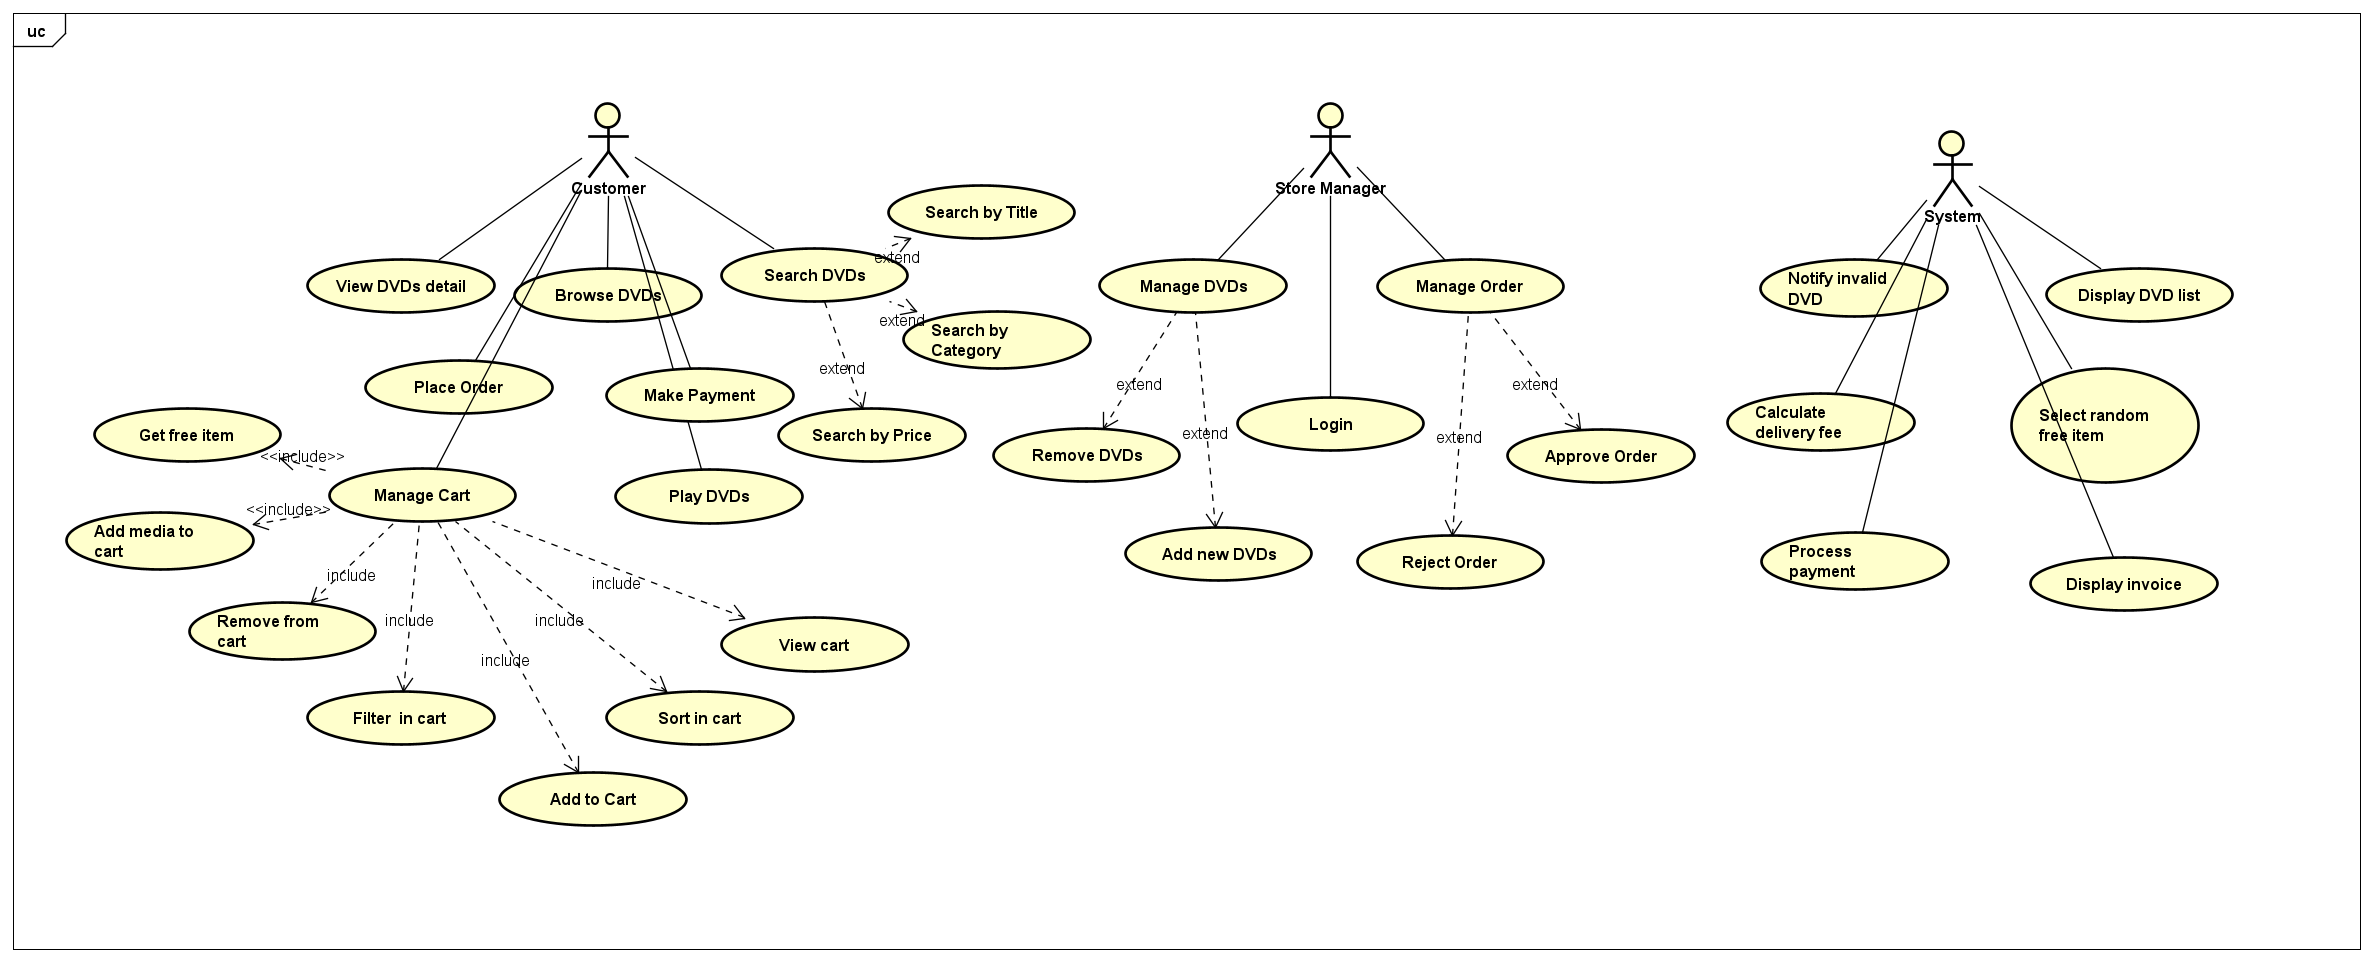 uc
Customer
Store Manager
System
Search by Title
extend
View DVDs detail
Browse DVDs
Search DVDs
extend
Search by
Category
extend
Place Order
Make Payment
Search by Price
Get free item
<<include>>
Manage Cart
Play DVDs
<<include>>
Add media to
cart
include
Remove from
cart
include
include
include
include
View cart
Filter  in cart
Sort in cart
Add to Cart
Manage DVDs
Manage Order
extend
extend
Login
extend
extend
Remove DVDs
Approve Order
Add new DVDs
Reject Order
Notify invalid
DVD
Display DVD list
Calculate
delivery fee
Select random
free item
Process
payment
Display invoice